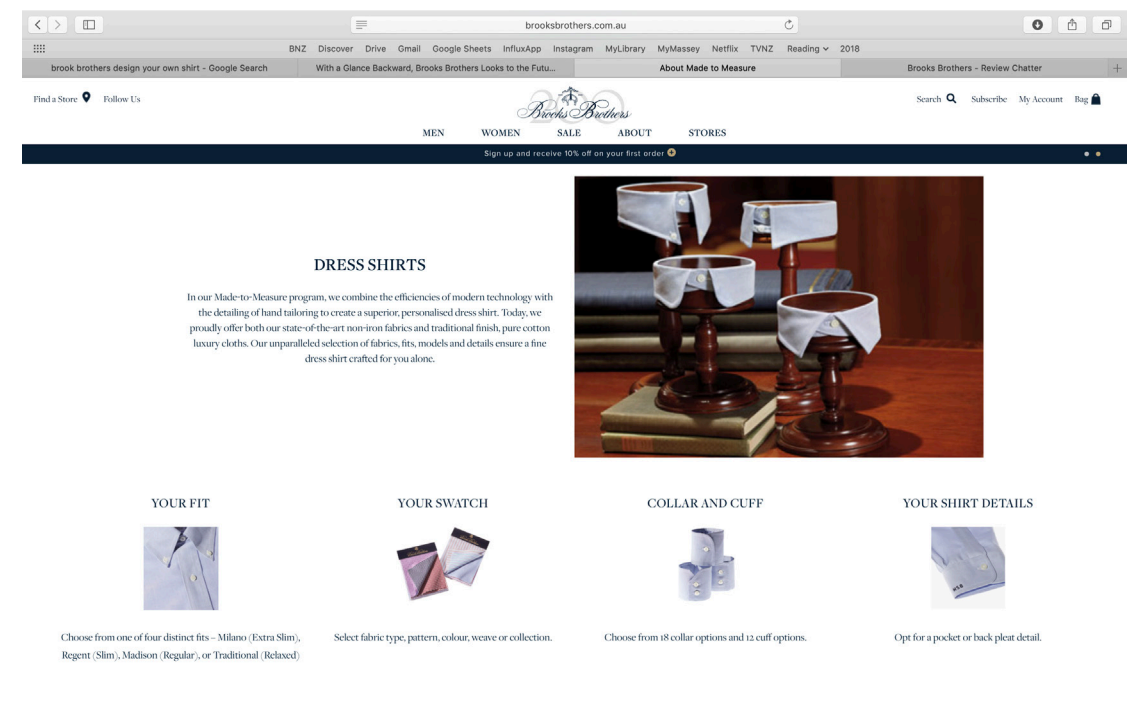 brooksbrothers.com.au
BNZ Discover Drive Gmail Google Sheets InfluxApp Instagram MyLibrary MyMassey Netflix TVNZ Reading 2018
brook brothers design your own shirt - Google Search
With a Glance Backward, Brooks Brothers Looks to the Futu...
About Made to Measure
Brooks Brothers - Review Chatter
Find a Store Follow Us
200
Brooks Brothers
Search Subscribe My Account Bag
MEN WOMEN SALE ABOUT STORES
Sign up and receive 10% off on your first order
DRESS SHIRTS
In our Made-to-Measure program, we combine the efficiencies of modern technology with
the detailing of hand tailoring to create a superior, personalised dress shirt. Today, we
proudly offer both our state-of-the-art non-iron fabrics and traditional finish, pure cotton
luxury cloths. Our unparalleled selection of fabrics, fits, models and details ensure a fine
dress shirt crafted for you alone.
YOUR FIT
Choose from one of four distinct fits – Milano (Extra Slim),
Regent (Slim), Madison (Regular), or Traditional (Relaxed)
YOUR SWATCH
Select fabric type, pattern, colour, weave or collection.
COLLAR AND CUFF
Choose from 18 collar options and 12 cuff options.
YOUR SHIRT DETAILS
Opt for a pocket or back pleat detail.